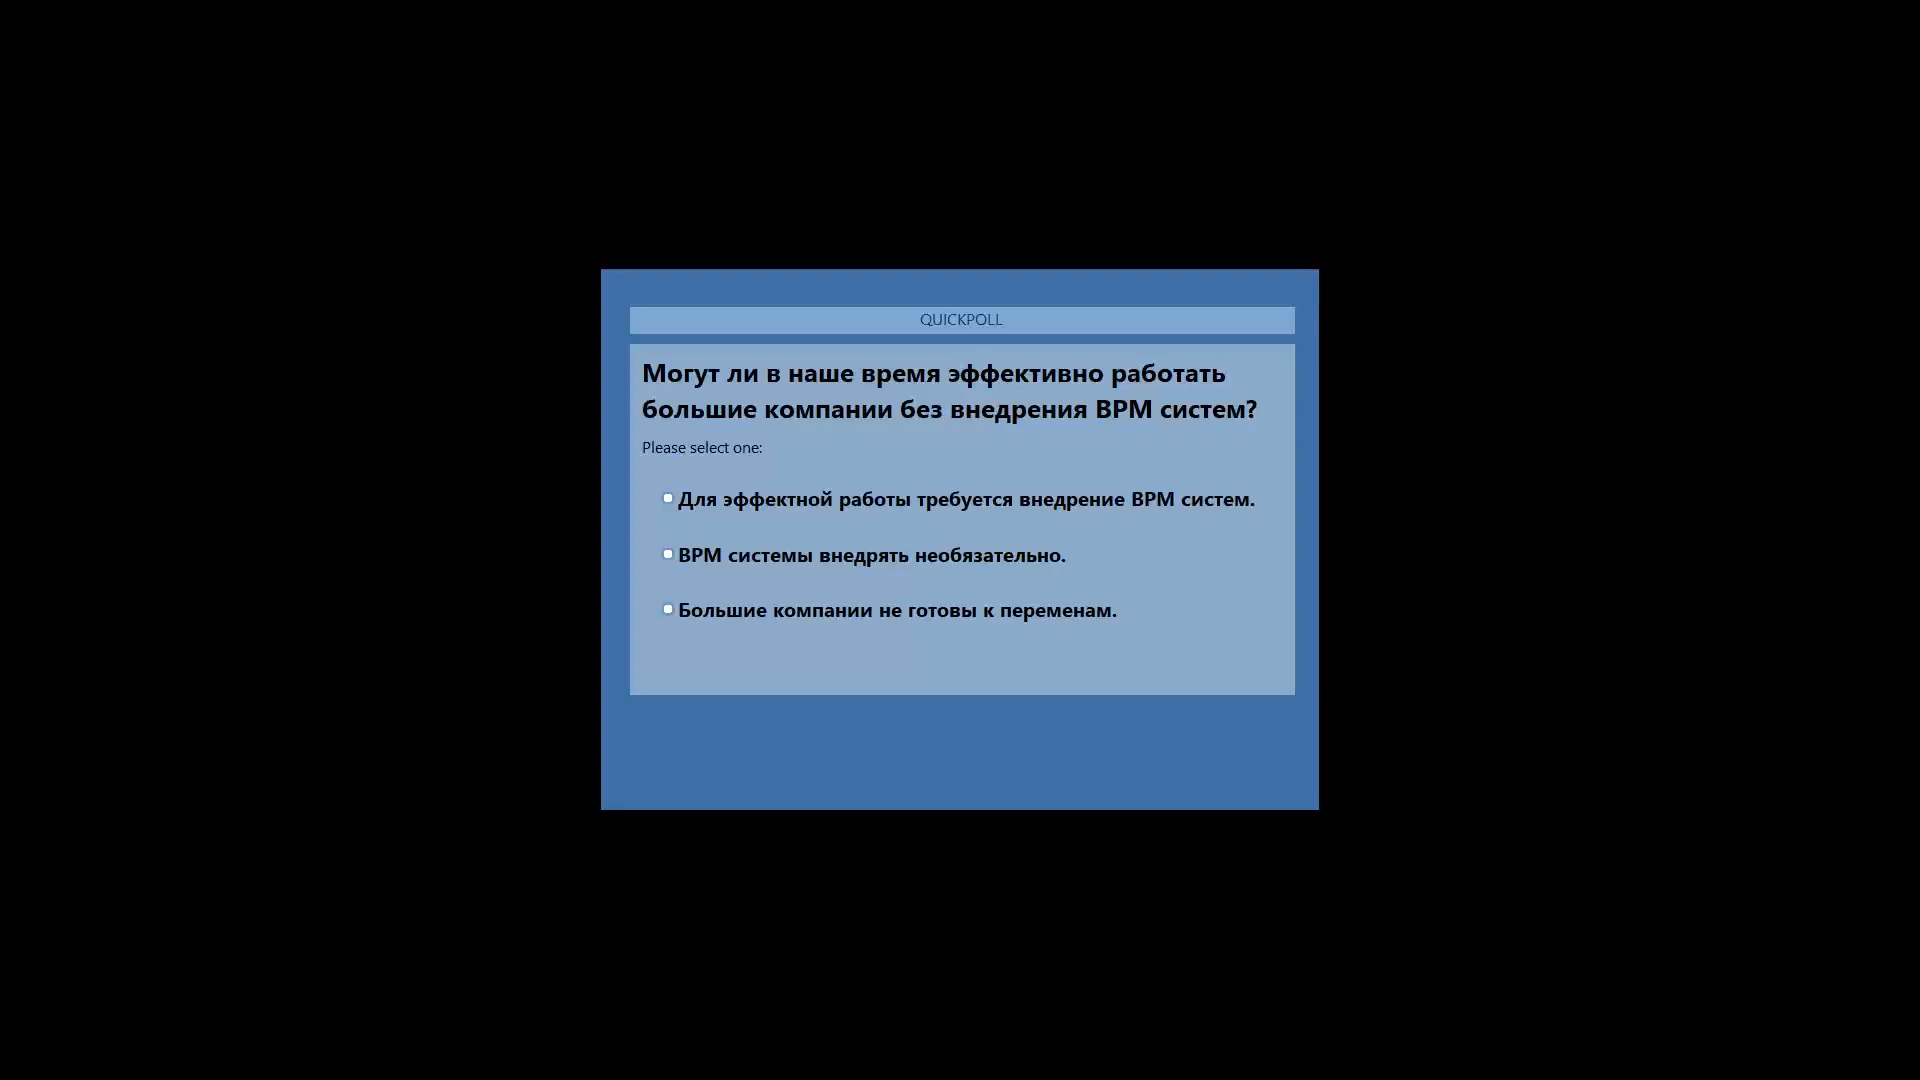 QUICKPOLL
Могут ли в наше время эффективно работать
большие компании без внедрения BPM систем?
Please select one:
Для эффектной работы требуется внедрение BPM систем.
BPM системы внедрять необязательно.
Большие компании не готовы к переменам.